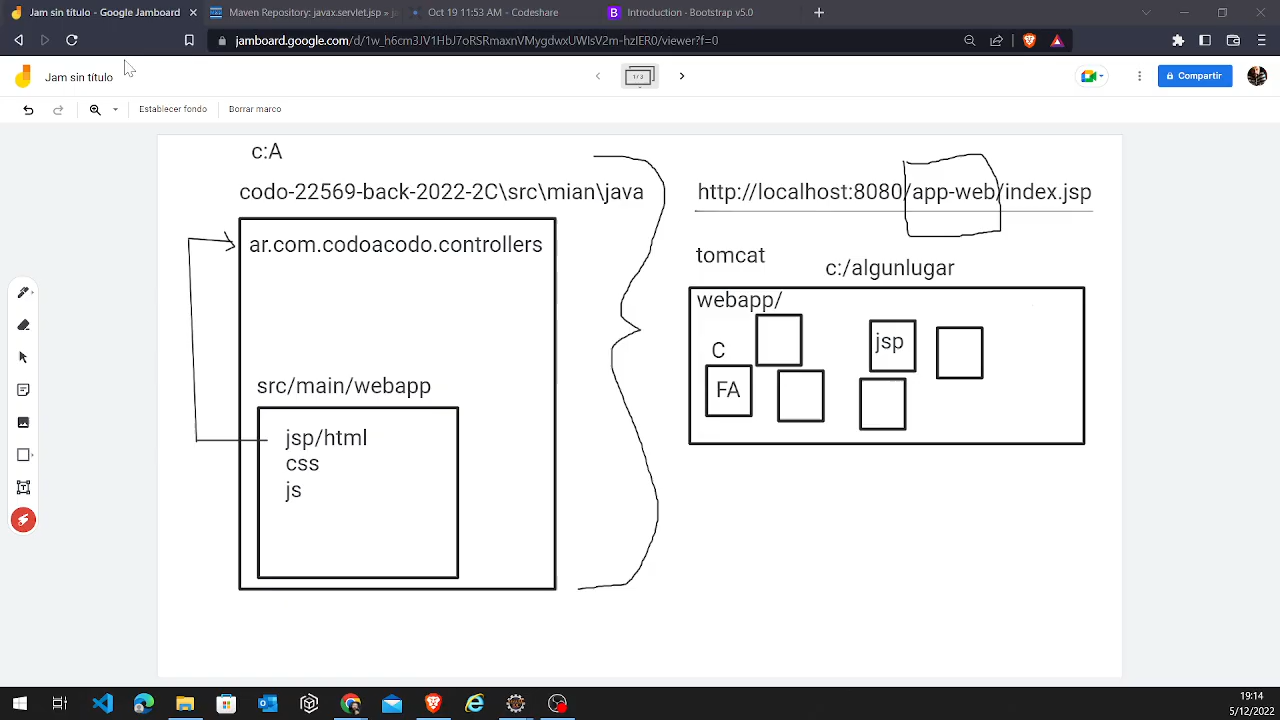 Jam sin título - Google Jamboard
Maven Repository: javax.servlet.jsp » j
Oct 19 11:53 AM - Codeshare
B Introduction - Bootstrap v5.0
jamboard.google.com/d/1w_h6cm3JV1HbJ7oRSRmaxnVMygdwxUWlsV2m-hzIER0/viewer?f=0
Jam sin título
1/3
Compartir
Establecer fondo
Borrar marco
c:A
codo-22569-back-2022-2C\src\mian\java
ar.com.codoacodo.controllers
src/main/webapp
jsp/html
css
js
http://localhost:8080/app-web/index.jsp
tomcat
c:/algunlugar
webapp/
C
FA
jsp
19:14
5/12/2022